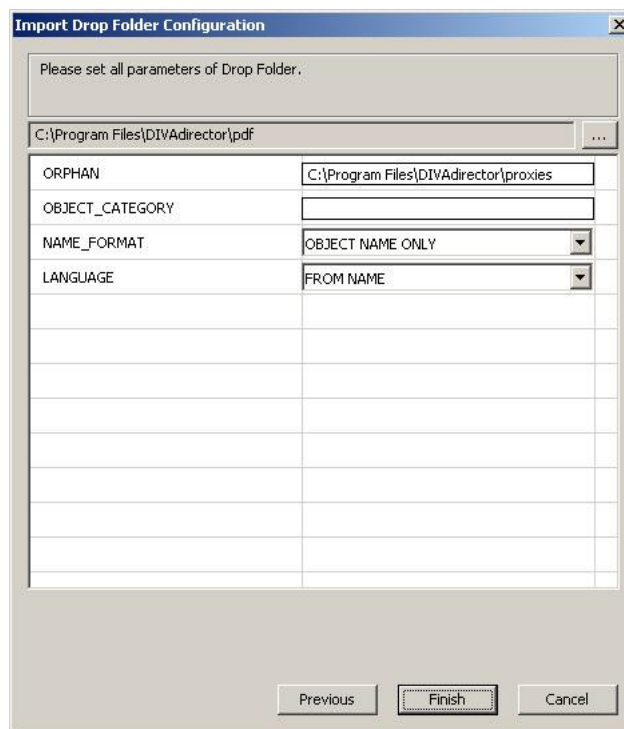 Import Drop Folder Configuration
Please set all parameters of Drop Folder.
C:\Program Files\DIVAdirector\pdf ...
ORPHAN C:\Program Files\DIVAdirector\proxies
OBJECT_CATEGORY
NAME_FORMAT OBJECT NAME ONLY
LANGUAGE FROM NAME
Previous Finish Cancel